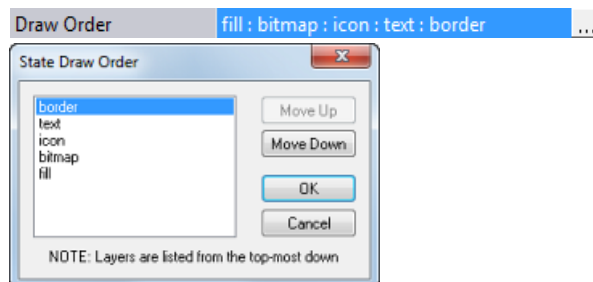 Draw Order fill : bitmap : icon : text : border ...
State Draw Order
border
text
icon
bitmap
fill
Move Up
Move Down
OK
Cancel
NOTE: Layers are listed from the top-most down